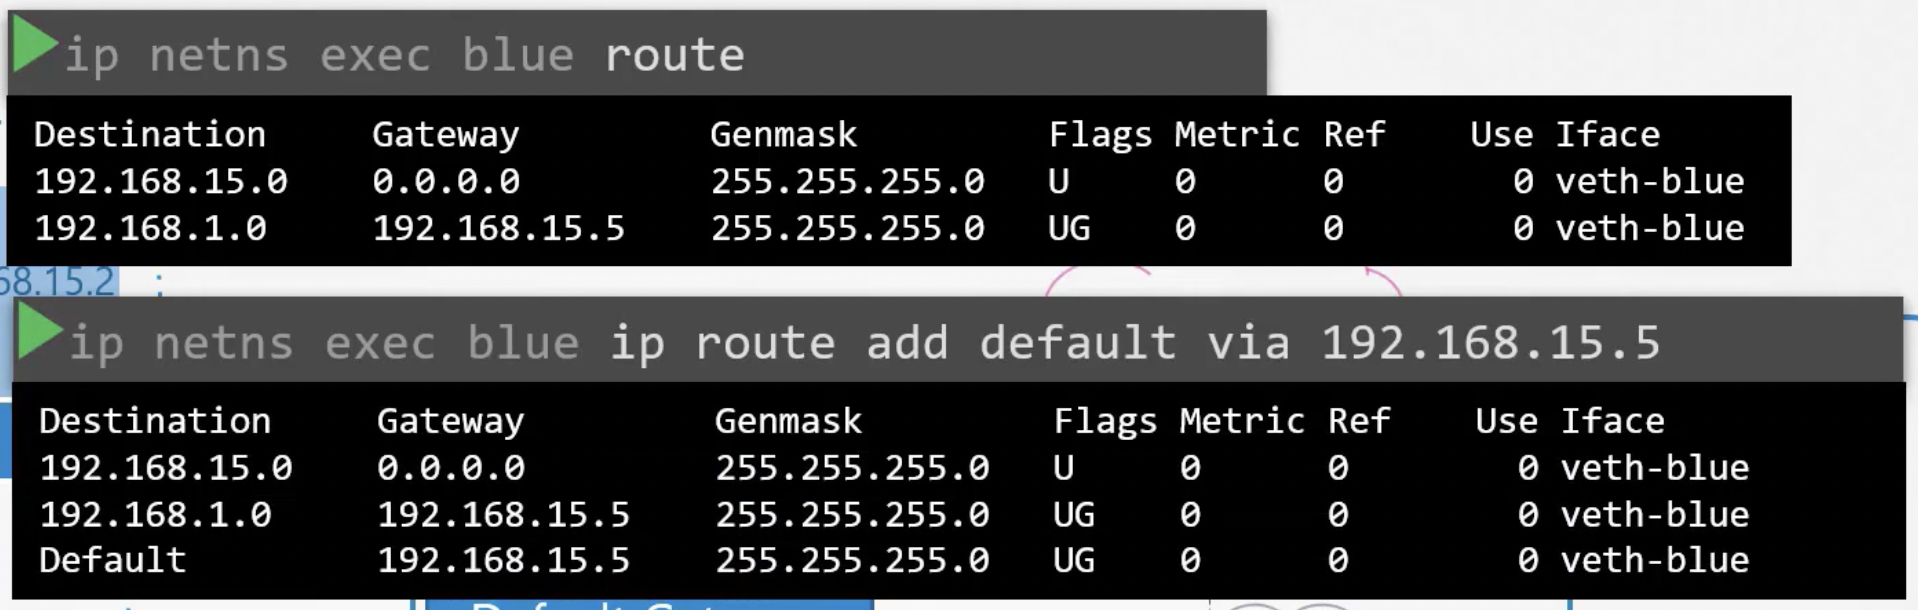 ip netns exec blue route
Destination Gateway Genmask Flags Metric Ref Use Iface
192.168.15.0 0.0.0.0 255.255.255.0 U 0 0 0 veth-blue
192.168.1.0 192.168.15.5 255.255.255.0 UG 0 0 0 veth-blue
68.15.2 ;
ip netns exec blue ip route add default via 192.168.15.5
Destination Gateway Genmask Flags Metric Ref Use Iface
192.168.15.0 0.0.0.0 255.255.255.0 U 0 0 0 veth-blue
192.168.1.0 192.168.15.5 255.255.255.0 UG 0 0 0 veth-blue
Default 192.168.15.5 255.255.255.0 UG 0 0 0 veth-blue